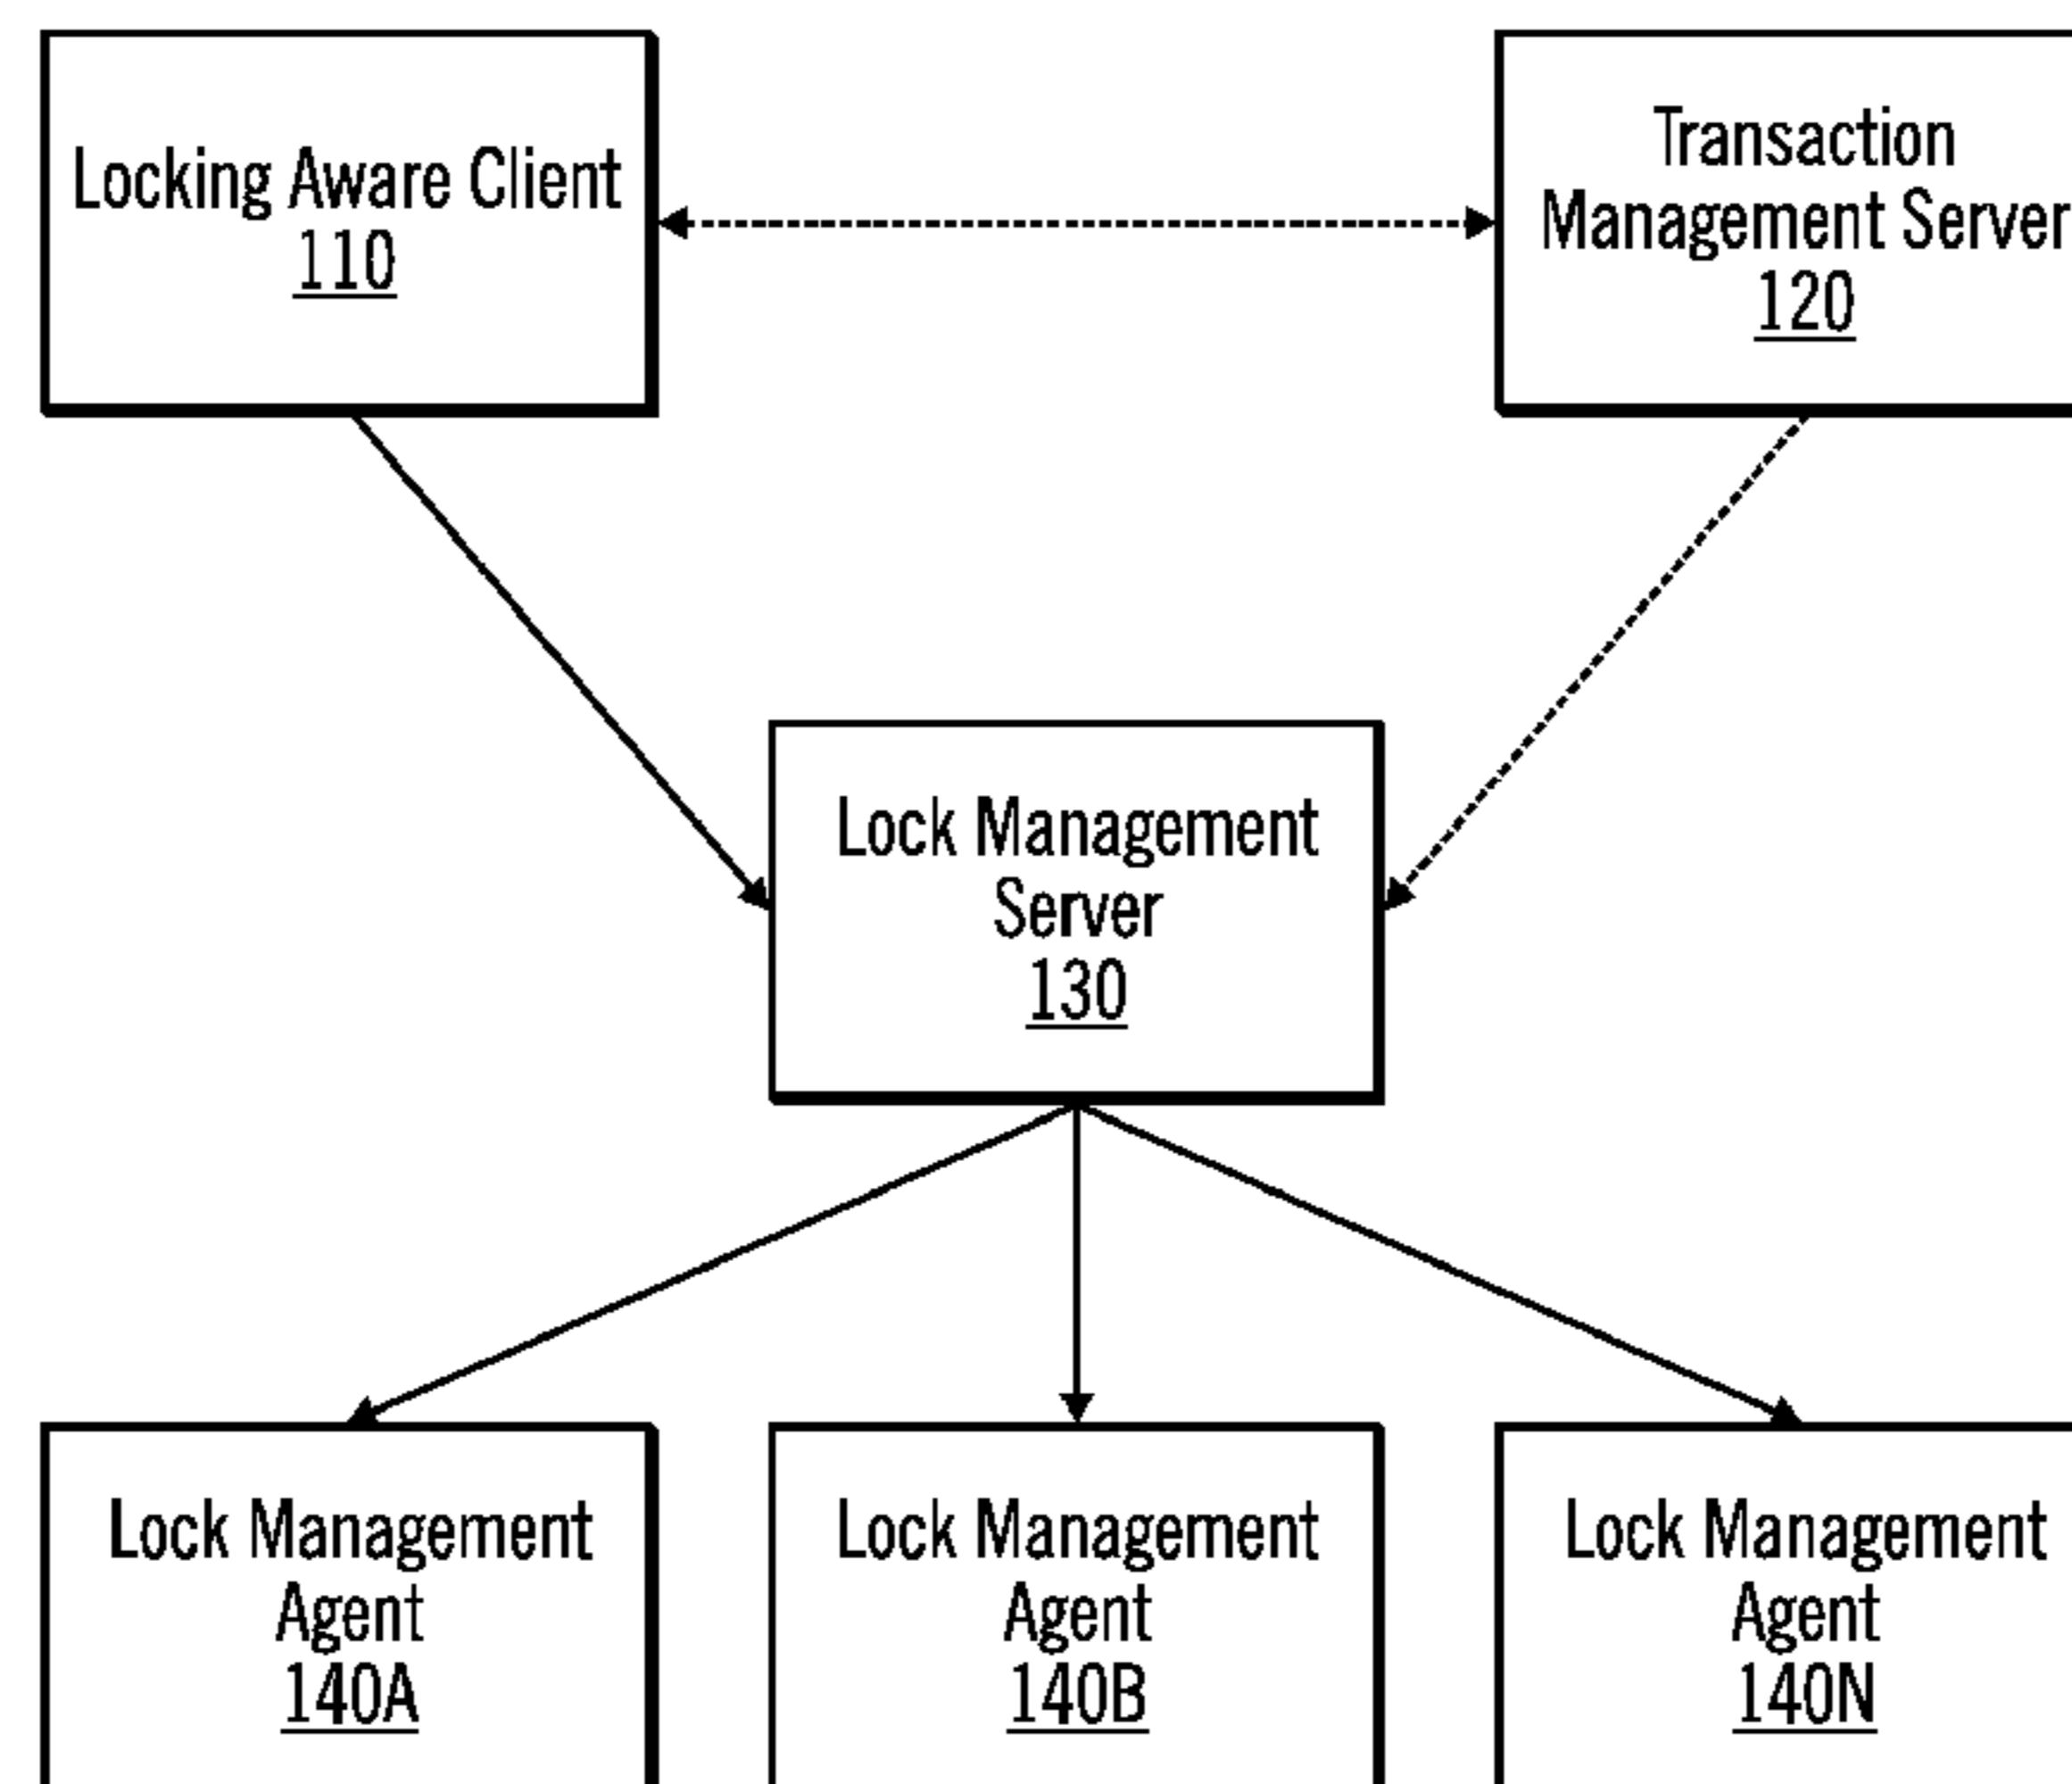 Locking Aware Client
110
Transaction
Management Server
120
Lock Management
Server
130
Lock Management
Agent
140A
Lock Management
Agent
140B
Lock Management
Agent
140N